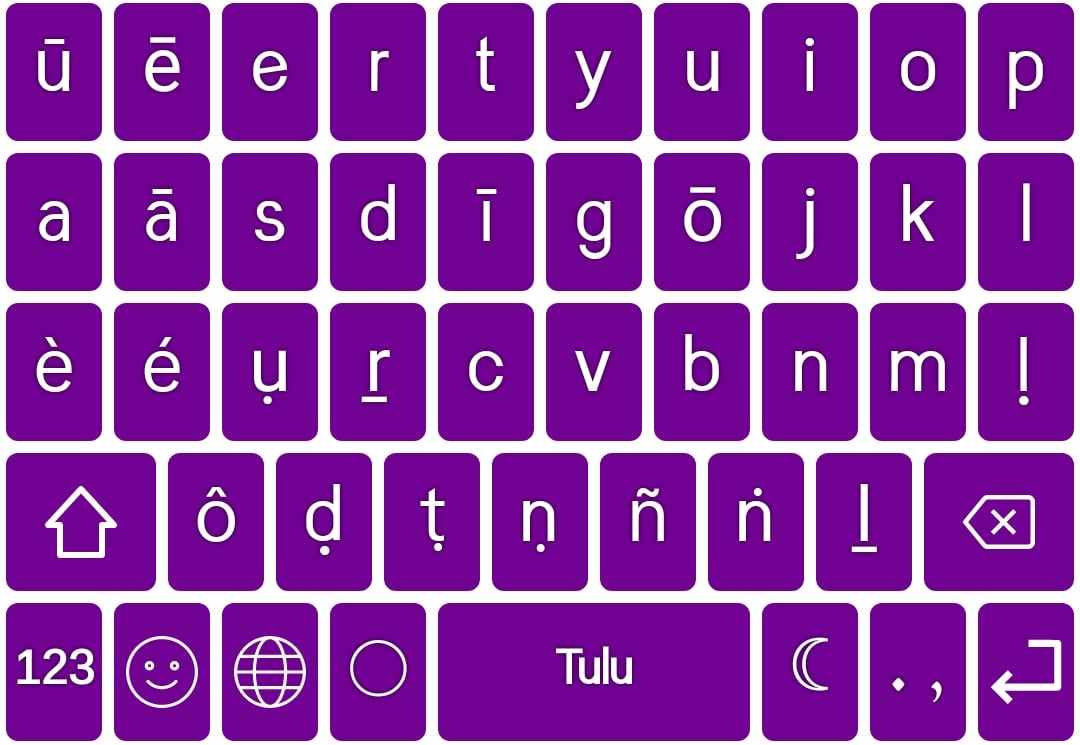 ū ē e r t y u i o p
a ā s d ī g ō j k l
è é ụ ṟ c v b n m ḷ
ô ḍ ṭ ṇ ñ ṅ ḻ
123 Tulu . ,